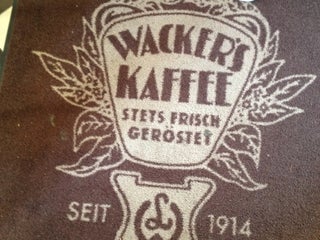 WACKER'S
KAFFEE
STETS FRISCH
GERÖSTET
SEIT 1914